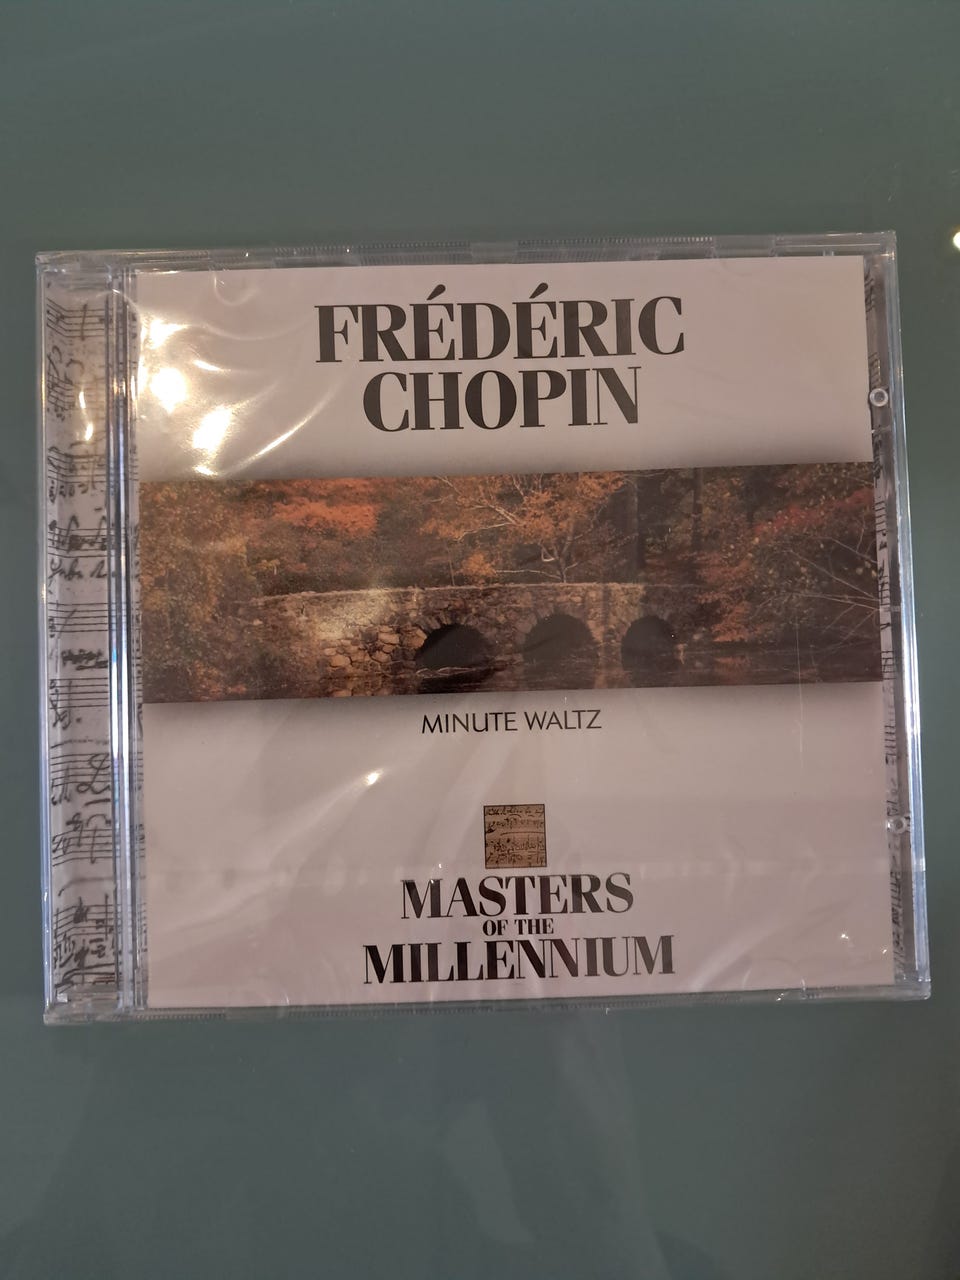 FRÉDÉRIC
CHOPIN
MINUTE WALTZ
MASTERS
OF THE
MILLENNIUM